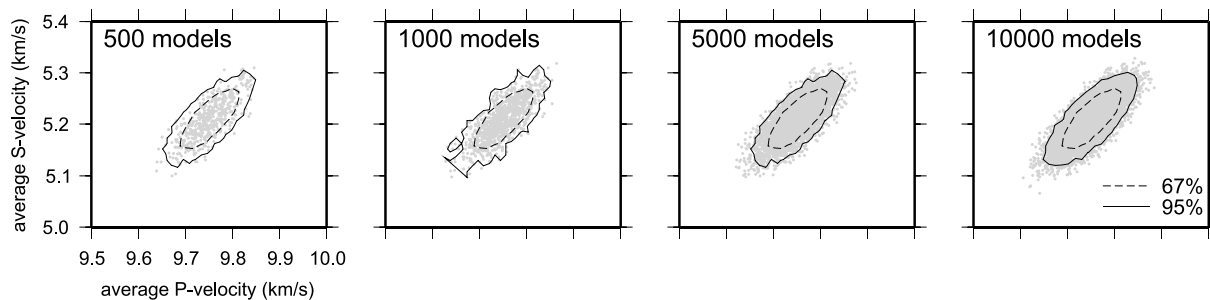 500 models
1000 models
5000 models
10000 models
5.4
5.3
5.2
5.1
5.0
average S-velocity (km/s)
67%
95%
9.5 9.6 9.7 9.8 9.9 10.0
average P-velocity (km/s)